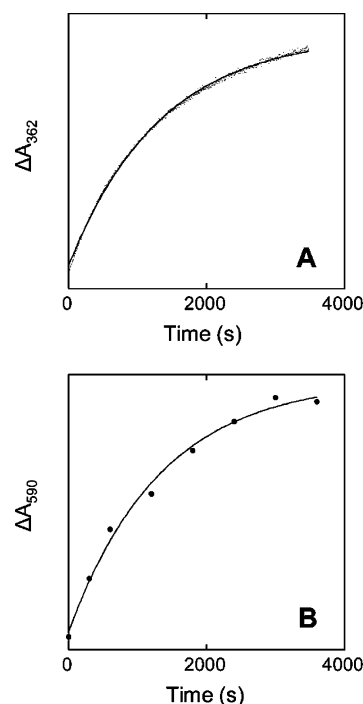 ΔA₃₆₂
A
0 2000 4000
Time (s)
ΔA₅₉₀
B
0 2000 4000
Time (s)